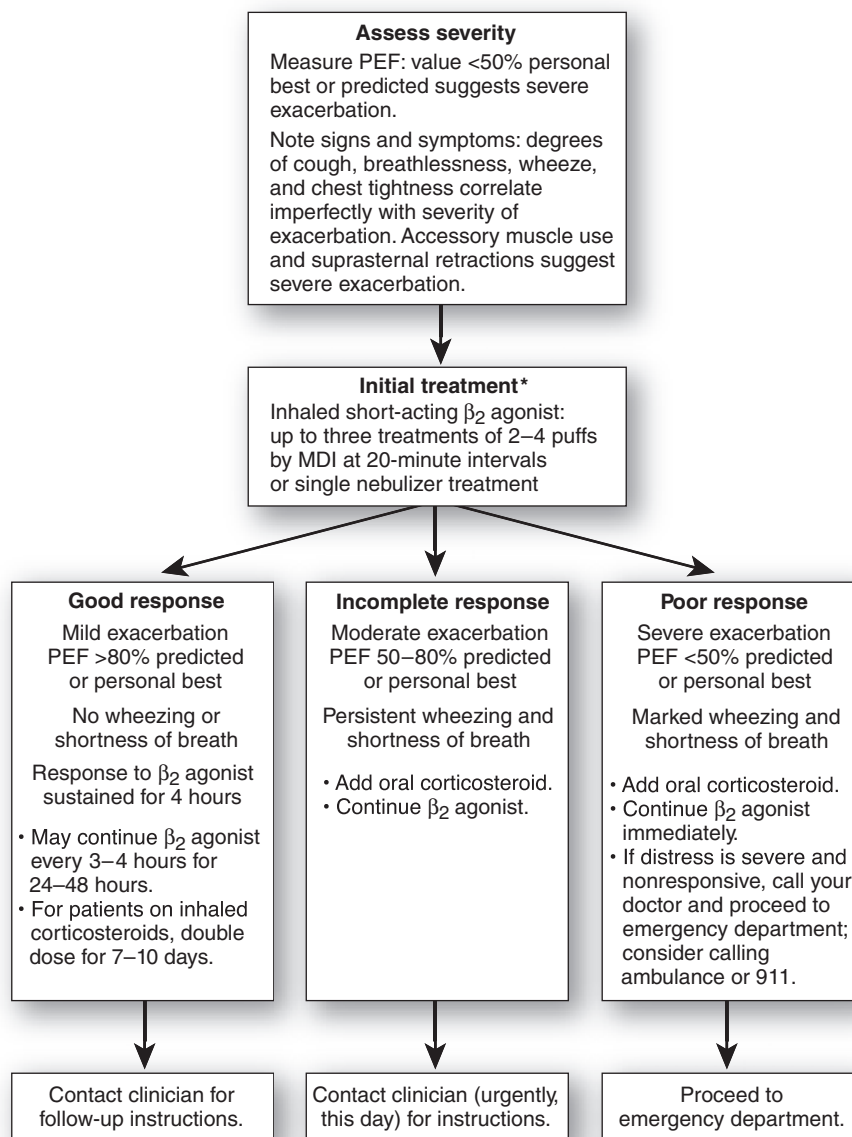 Assess severity
Measure PEF: value <50% personal
best or predicted suggests severe
exacerbation.
Note signs and symptoms: degrees
of cough, breathlessness, wheeze,
and chest tightness correlate
imperfectly with severity of
exacerbation. Accessory muscle use
and suprasternal retractions suggest
severe exacerbation.
Initial treatment*
Inhaled short-acting β2 agonist:
up to three treatments of 2–4 puffs
by MDI at 20-minute intervals
or single nebulizer treatment
Good response
Mild exacerbation
PEF >80% predicted
or personal best
No wheezing or
shortness of breath
Response to β2 agonist
sustained for 4 hours
• May continue β2 agonist
every 3–4 hours for
24–48 hours.
• For patients on inhaled
corticosteroids, double
dose for 7–10 days.
Contact clinician for
follow-up instructions.
Incomplete response
Moderate exacerbation
PEF 50–80% predicted
or personal best
Persistent wheezing and
shortness of breath
• Add oral corticosteroid.
• Continue β2 agonist.
Contact clinician (urgently,
this day) for instructions.
Poor response
Severe exacerbation
PEF <50% predicted
or personal best
Marked wheezing and
shortness of breath
• Add oral corticosteroid.
• Continue β2 agonist
immediately.
• If distress is severe and
nonresponsive, call your
doctor and proceed to
emergency department;
consider calling
ambulance or 911.
Proceed to
emergency department.